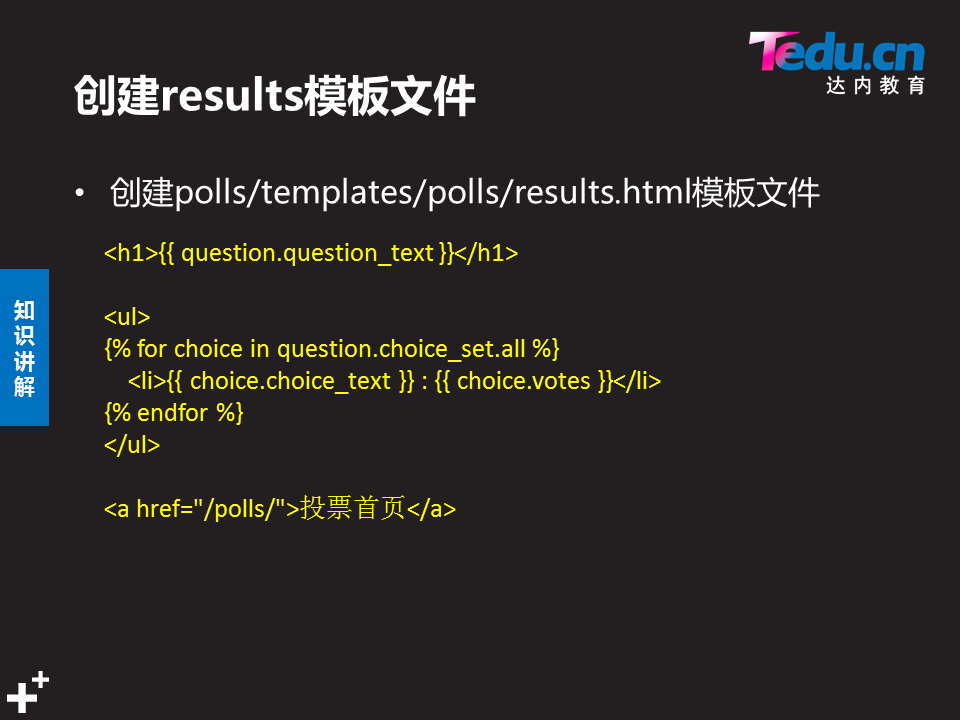 Tedu.cn
达内教育
创建results模板文件
• 创建polls/templates/polls/results.html模板文件
<h1>{{ question.question_text }}</h1>
<ul>
{% for choice in question.choice_set.all %}
    <li>{{ choice.choice_text }} : {{ choice.votes }}</li>
{% endfor %}
</ul>
<a href="/polls/">投票首页</a>
知识讲解